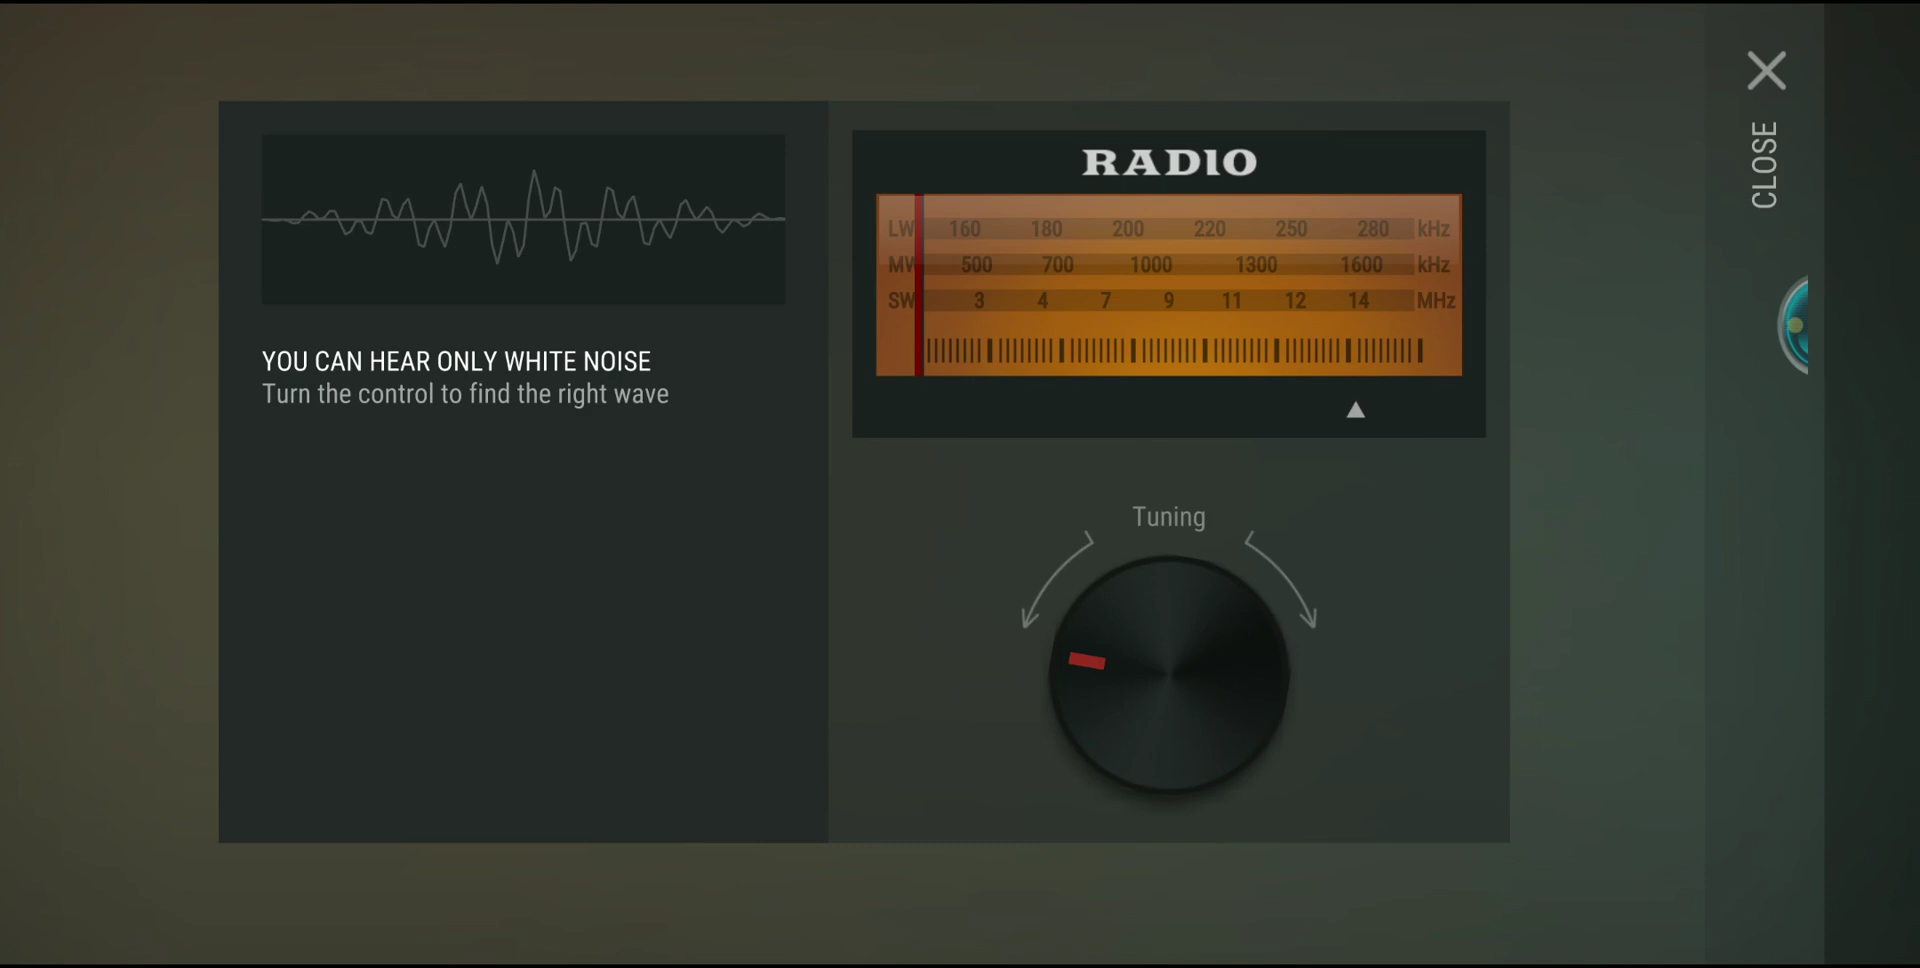 CLOSE
RADIO
LW 160 180 200 220 250 280 kHz
MW 500 700 1000 1300 1600 kHz
SW 3 4 7 9 11 12 14 MHz
YOU CAN HEAR ONLY WHITE NOISE
Turn the control to find the right wave
Tuning